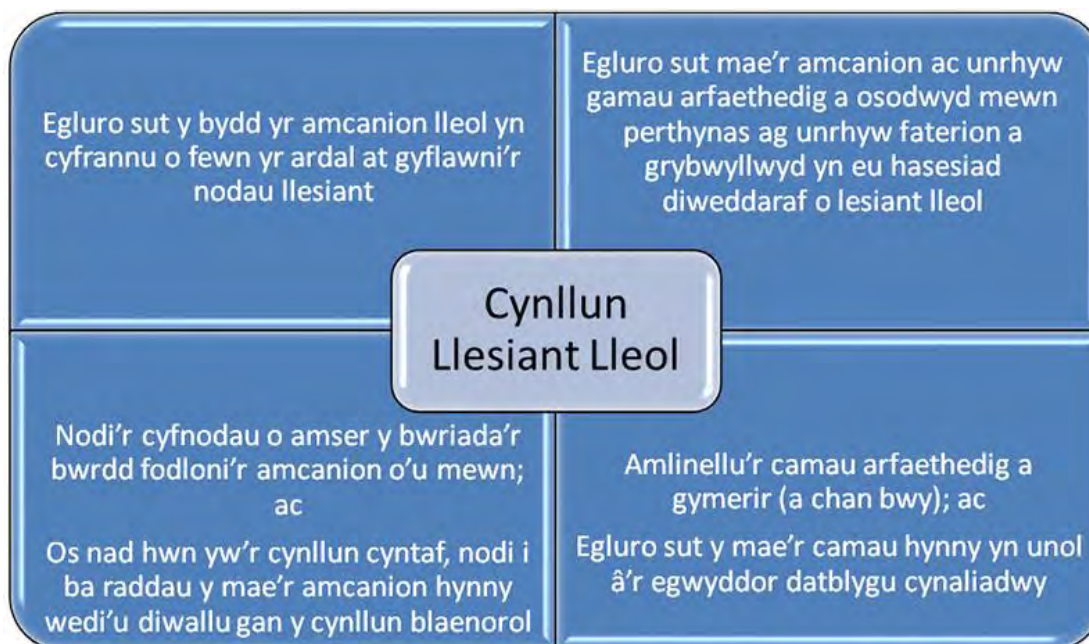 Egluro sut y bydd yr amcanion lleol yn
cyfrannu o fewn yr ardal at gyflawni'r
nodau llesiant
Egluro sut mae'r amcanion ac unrhyw
gamau arfaethedig a osodwyd mewn
perthynas ag unrhyw faterion a
grybwyllwyd yn eu hasesiad
diweddaraf o lesiant lleol
Cynllun
Llesiant Lleol
Nodi'r cyfnodau o amser y bwriada'r
bwrdd fodloni'r amcanion o'u mewn;
ac
Os nad hwn yw'r cynllun cyntaf, nodi i
ba raddau y mae'r amcanion hynny
wedi'u diwallu gan y cynllun blaenorol
Amlinellu'r camau arfaethedig a
gymerir (a chan bwy); ac
Egluro sut y mae'r camau hynny yn unol
â'r egwyddor datblygu cynaliadwy